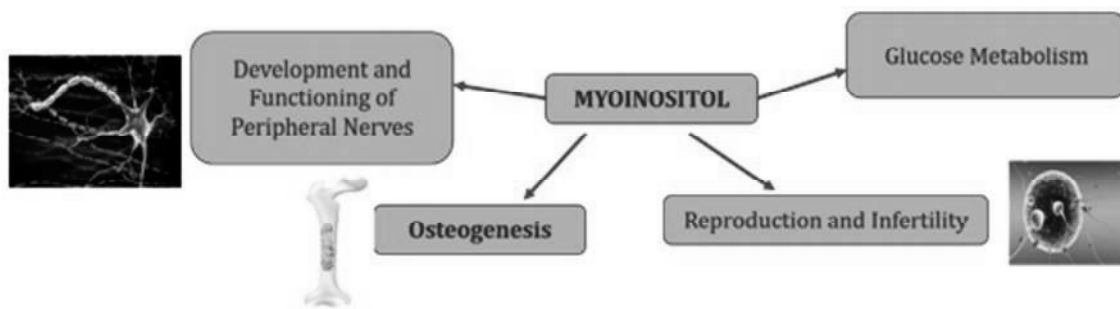 Development and
Functioning of
Peripheral Nerves
MYOINOSITOL
Glucose Metabolism
Osteogenesis
Reproduction and Infertility